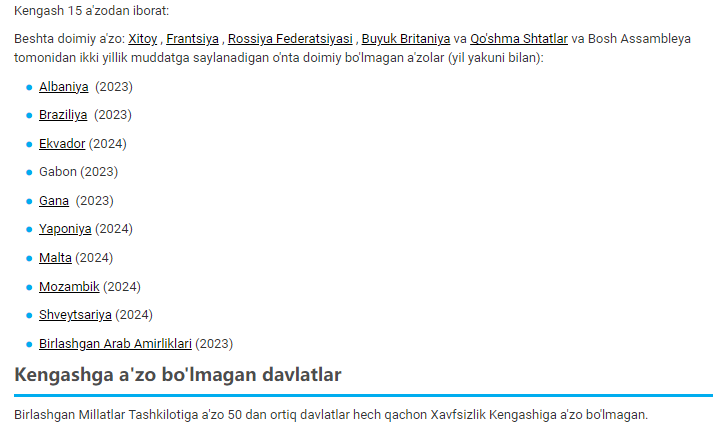 Kengash 15 a'zodan iborat:
Beshta doimiy a'zo: Xitoy , Frantsiya , Rossiya Federatsiyasi , Buyuk Britaniya va Qo'shma Shtatlar va Bosh Assambleya
tomonidan ikki yillik muddatga saylanadigan o'nta doimiy bo'lmagan a'zolar (yil yakuni bilan):
Albaniya (2023)
Braziliya (2023)
Ekvador (2024)
Gabon (2023)
Gana (2023)
Yaponiya (2024)
Malta (2024)
Mozambik (2024)
Shveytsariya (2024)
Birlashgan Arab Amirliklari (2023)
Kengashga a'zo bo'lmagan davlatlar
Birlashgan Millatlar Tashkilotiga a'zo 50 dan ortiq davlatlar hech qachon Xavfsizlik Kengashiga a'zo bo'lmagan.